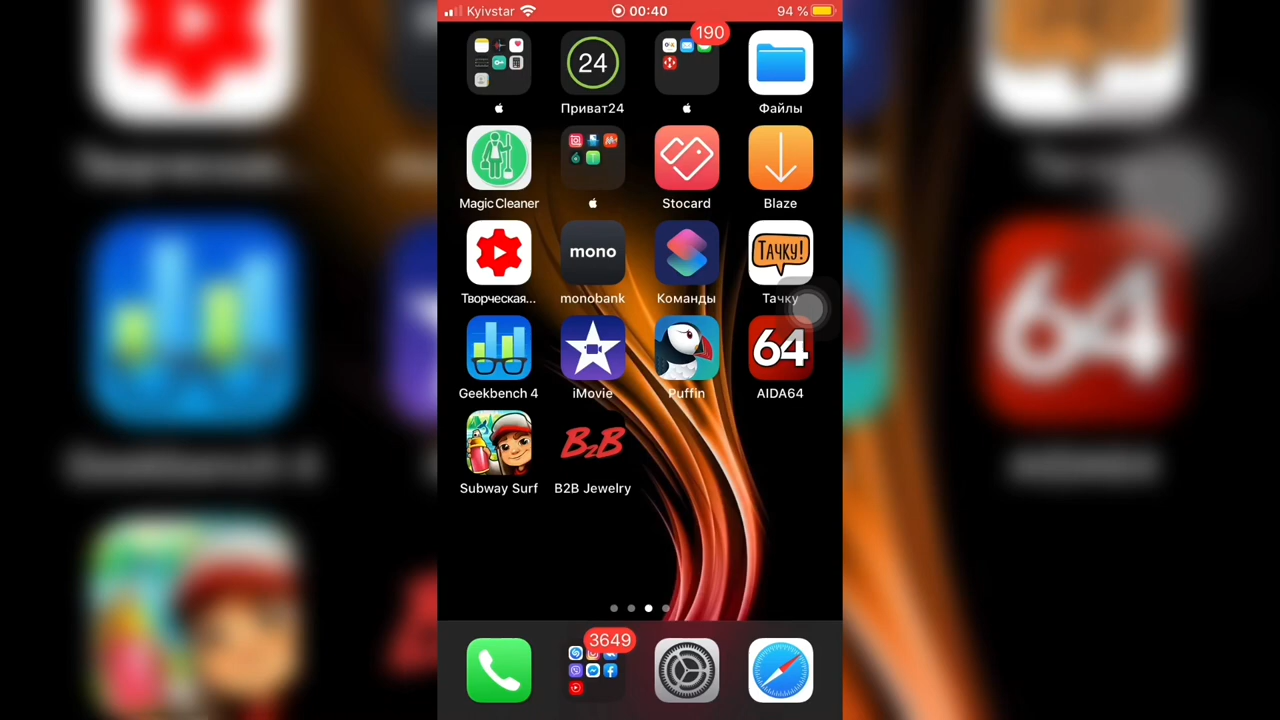 Kyivstar 00:40 94 %
190
24
Приват24 Файлы
Magic Cleaner Stocard Blaze
mono ТАЧКУ!
Творческая... monobank Команды Тачку
64
Geekbench 4 iMovie Puffin AIDA64
B2B
Subway Surf B2B Jewelry
3649